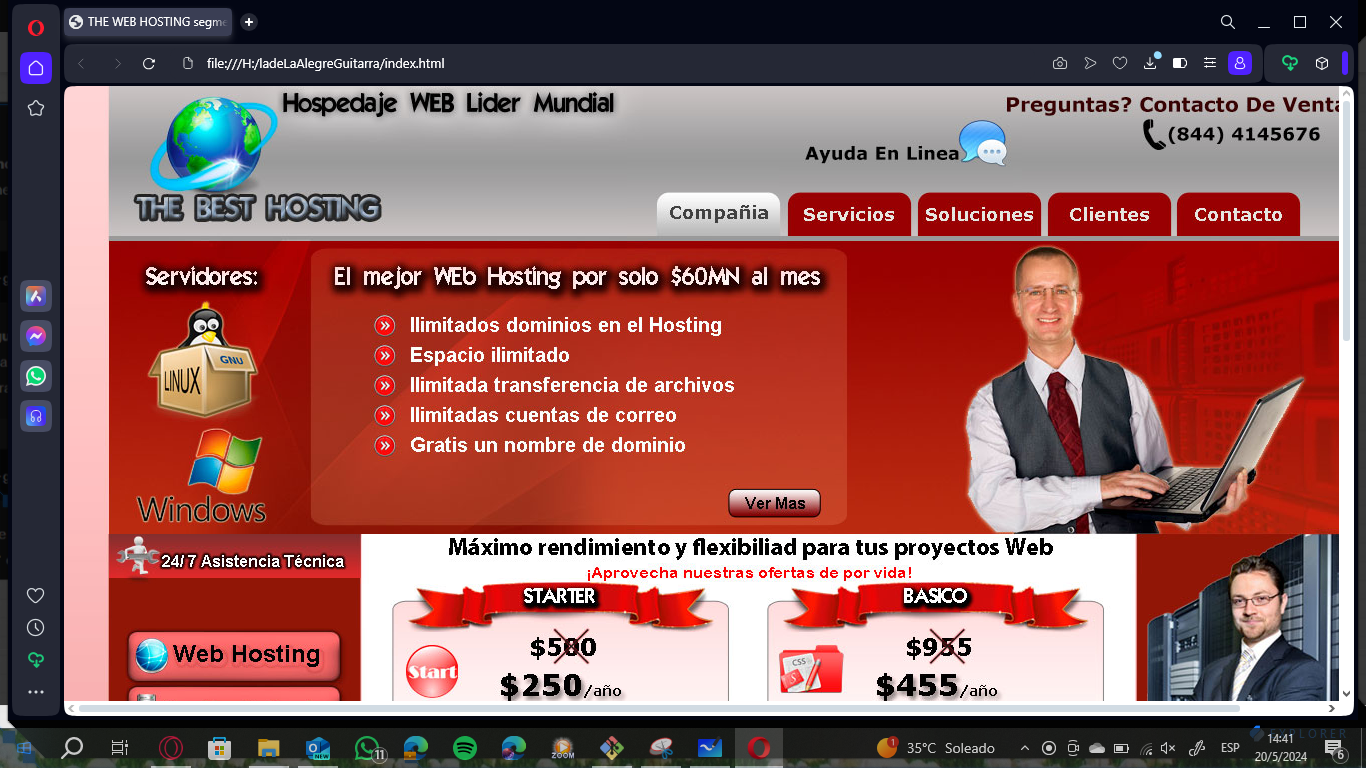 THE WEB HOSTING segme
file:///H:/ladeLaAlegreGuitarra/index.html
Hospedaje WEB Lider Mundial
Preguntas? Contacto De Venta
(844) 4145676
Ayuda En Linea
THE BEST HOSTING
Compañia
Servicios
Soluciones
Clientes
Contacto
Servidores:
El mejor WEb Hosting por solo $60MN al mes
Ilimitados dominios en el Hosting
Espacio ilimitado
Ilimitada transferencia de archivos
Ilimitadas cuentas de correo
Gratis un nombre de dominio
GNU
LINUX
Windows
Ver Mas
24/ 7 Asistencia Técnica
Máximo rendimiento y flexibiliad para tus proyectos Web
¡Aprovecha nuestras ofertas de por vida!
STARTER
BASICO
$500
$955
Web Hosting
Start
CSS
$250/año
$455/año
NEW
11
ZOOM
1
35°C Soleado
ESP
14:41
20/5/2024
6